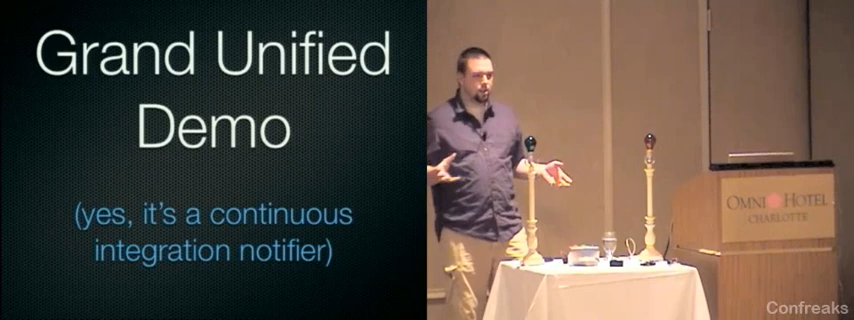 Grand Unified
Demo
(yes, it's a continuous
integration notifier)
OMNI HOTEL
CHARLOTTE
Confreaks